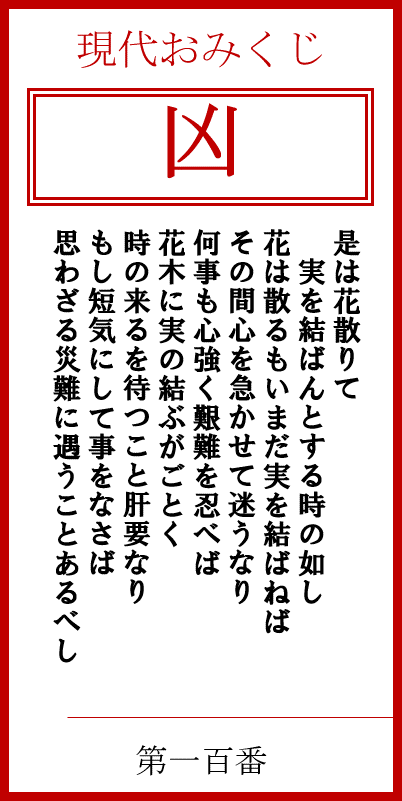 現代おみくじ
凶
是は花散りて
実を結ばんとする時の如し
花は散るもいまだ実を結ばねば
その間心を急かせて迷うなり
何事も心強く艱難を忍べば
花木に実の結ぶがごとく
時の来るを待つこと肝要なり
もし短気にして事をなさば
思わざる災難に遇うことあるべし
第一百番